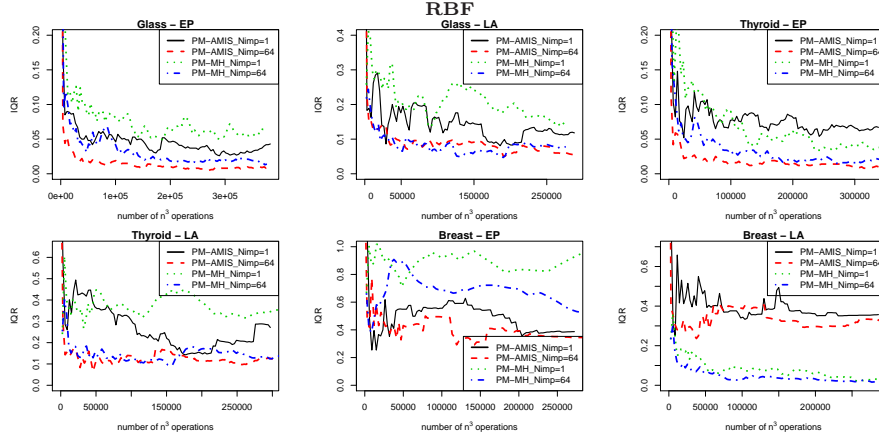 RBF
Glass − EP
Glass − LA
Thyroid − EP
IQR
0.00 0.05 0.10 0.15 0.20
PM−AMIS_Nimp=1
PM−AMIS_Nimp=64
PM−MH_Nimp=1
PM−MH_Nimp=64
0e+00 1e+05 2e+05 3e+05
number of n³ operations
IQR
0.0 0.1 0.2 0.3 0.4
PM−AMIS_Nimp=1
PM−AMIS_Nimp=64
PM−MH_Nimp=1
PM−MH_Nimp=64
0 50000 150000 250000
number of n³ operations
IQR
0.00 0.05 0.10 0.15 0.20
PM−AMIS_Nimp=1
PM−AMIS_Nimp=64
PM−MH_Nimp=1
PM−MH_Nimp=64
0 100000 200000 300000
number of n³ operations
Thyroid − LA
Breast − EP
Breast − LA
IQR
0.0 0.1 0.2 0.3 0.4 0.5 0.6
PM−AMIS_Nimp=1
PM−AMIS_Nimp=64
PM−MH_Nimp=1
PM−MH_Nimp=64
0 50000 150000 250000
number of n³ operations
IQR
0.0 0.2 0.4 0.6 0.8 1.0
PM−AMIS_Nimp=1
PM−AMIS_Nimp=64
PM−MH_Nimp=1
PM−MH_Nimp=64
0 50000 100000 150000 200000 250000
number of n³ operations
IQR
0.0 0.2 0.4 0.6
PM−AMIS_Nimp=1
PM−AMIS_Nimp=64
PM−MH_Nimp=1
PM−MH_Nimp=64
0 50000 100000 200000
number of n³ operations